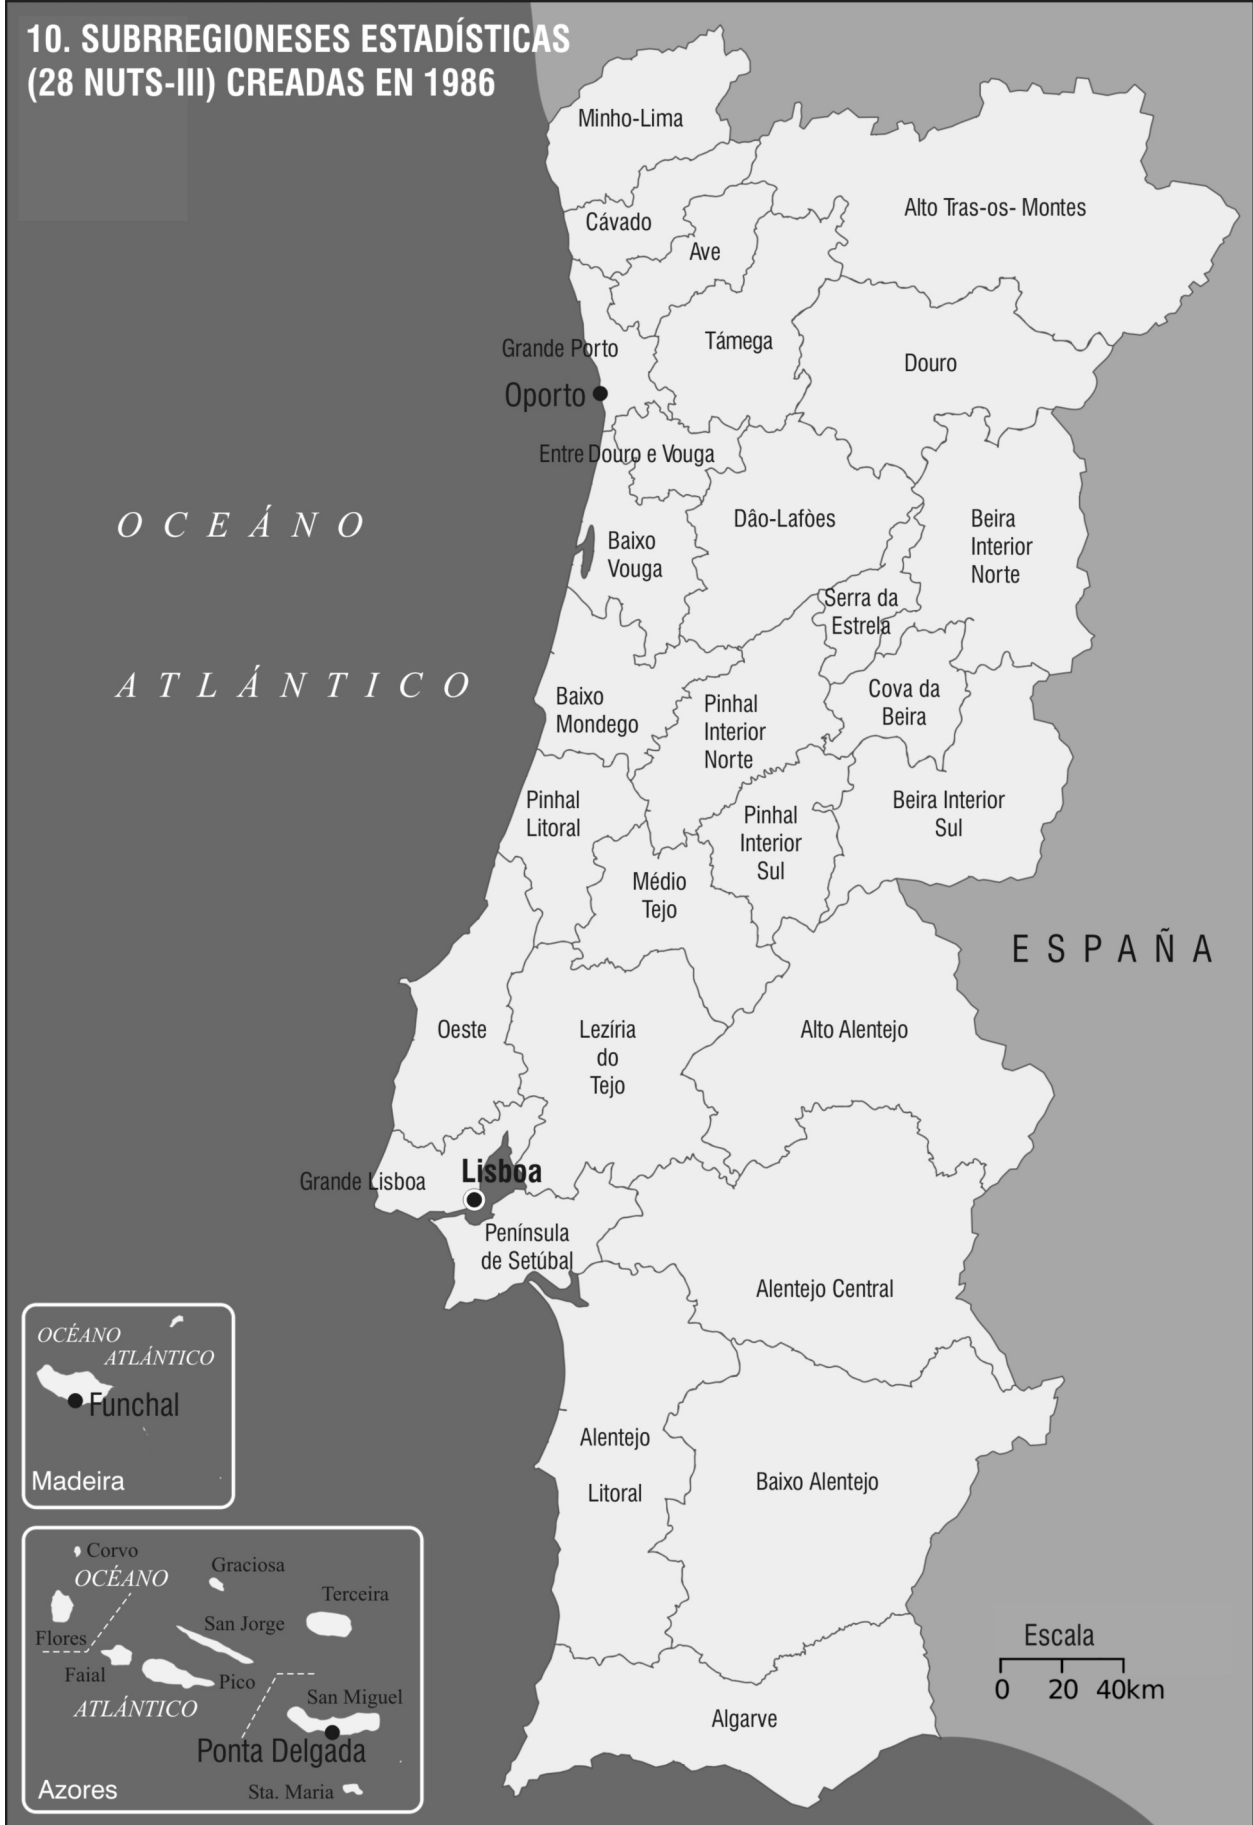 10. SUBRREGIONESES ESTADÍSTICAS
(28 NUTS-III) CREADAS EN 1986
Minho-Lima
Alto Tras-os- Montes
Cávado
Ave
Támega
Grande Porto
Douro
Oporto
Entre Douro e Vouga
OCEÁNO
ATLÁNTICO
Dâo-Lafòes
Beira
Interior
Norte
Baixo
Vouga
Serra da
Estrela
Baixo
Mondego
Pinhal
Interior
Norte
Cova da
Beira
Pinhal
Litoral
Pinhal
Interior
Sul
Beira Interior
Sul
Médio
Tejo
ESPAÑA
Oeste
Lezíria
do
Tejo
Alto Alentejo
Grande Lisboa
Lisboa
Península
de Setúbal
Alentejo Central
Alentejo
Litoral
Baixo Alentejo
Algarve
Escala
0 20 40km
OCÉANO
ATLÁNTICO
Funchal
Madeira
Corvo
OCÉANO
Graciosa
Terceira
Flores
San Jorge
Faial
Pico
ATLÁNTICO
San Miguel
Ponta Delgada
Sta. Maria
Azores